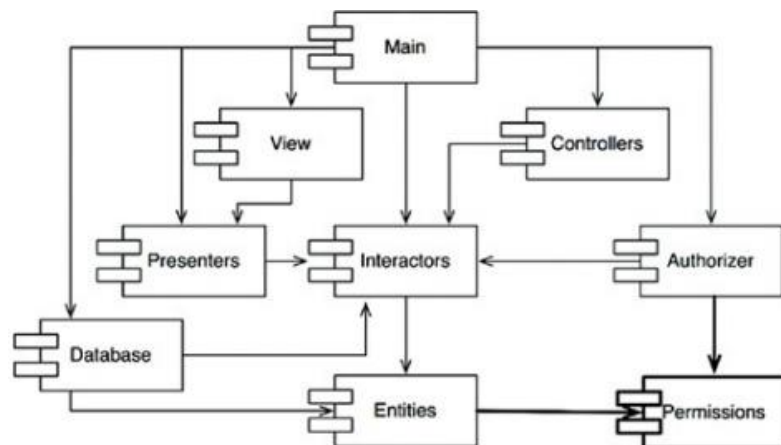 Main
View
Controllers
Presenters
Interactors
Authorizer
Database
Entities
Permissions